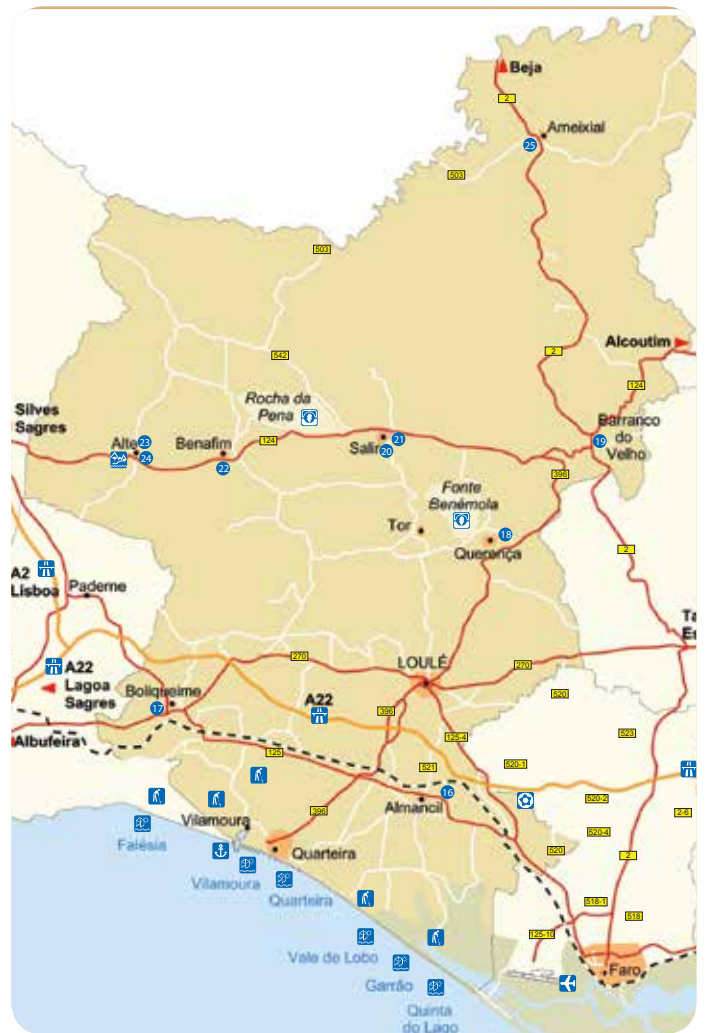 Beja
2
Ameixial
25
503
503
Alcoutim
2
542
124
Rocha da
Pena
Silves
Sagres
Alte
23
24
Benafim
22
124
21
20
Barranco
do
Velho
19
396
Fonte
Benémola
18
Tor
Querença
2
A2
Lisboa
Paderne
270
LOULÉ
270
A22
Lagoa
Sagres
Boliqueime
17
A22
520
396
125-4
523
Albufeira
125
521
520-1
16
Almancil
520-2
2-6
398
520-4
Vilamoura
Falésia
Quarteira
520
2
Vilamoura
Quarteira
518-1
518
125-10
Vale de Lobo
Garrão
Faro
Quinta
do Lago